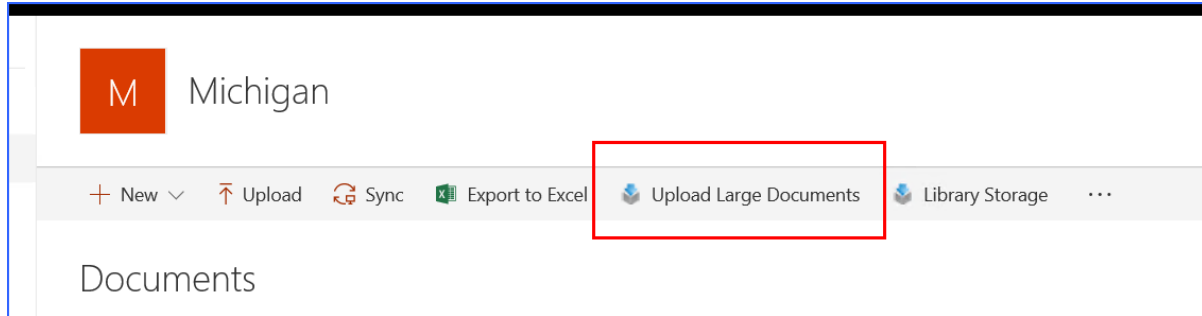 M Michigan
New Upload Sync Export to Excel Upload Large Documents Library Storage ...
Documents